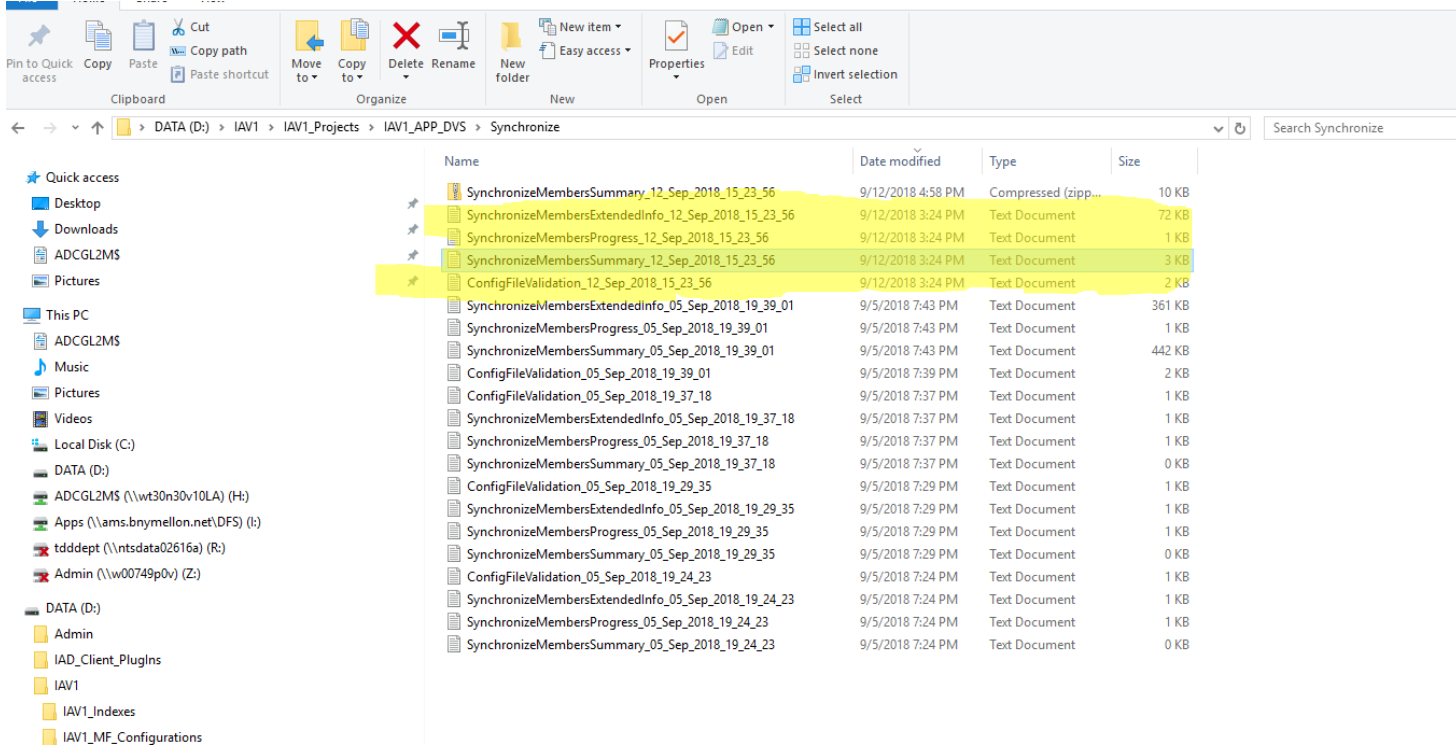 File Home Share View
Cut
Copy path
Paste shortcut
Pin to Quick access
Copy
Paste
Clipboard
Move to
Copy to
Delete
Rename
Organize
New folder
New item
Easy access
New
Properties
Open
Edit
Open
Select all
Select none
Invert selection
Select
DATA (D:) > IAV1 > IAV1_Projects > IAV1_APP_DVS > Synchronize
Search Synchronize
Quick access
Desktop
Downloads
ADCGL2M$
Pictures
This PC
ADCGL2M$
Music
Pictures
Videos
Local Disk (C:)
DATA (D:)
ADCGL2M$ (\\wt30n30v10LA) (H:)
Apps (\\ams.bnymellon.net\DFS) (I:)
tdddept (\\ntsdata02616a) (R:)
Admin (\\w00749p0v) (Z:)
DATA (D:)
Admin
IAD_Client_PlugIns
IAV1
IAV1_Indexes
IAV1_MF_Configurations
Name Date modified Type Size
SynchronizeMembersSummary_12_Sep_2018_15_23_56 9/12/2018 4:58 PM Compressed (zipp... 10 KB
SynchronizeMembersExtendedInfo_12_Sep_2018_15_23_56 9/12/2018 3:24 PM Text Document 72 KB
SynchronizeMembersProgress_12_Sep_2018_15_23_56 9/12/2018 3:24 PM Text Document 1 KB
SynchronizeMembersSummary_12_Sep_2018_15_23_56 9/12/2018 3:24 PM Text Document 3 KB
ConfigFileValidation_12_Sep_2018_15_23_56 9/12/2018 3:24 PM Text Document 2 KB
SynchronizeMembersExtendedInfo_05_Sep_2018_19_39_01 9/5/2018 7:43 PM Text Document 361 KB
SynchronizeMembersProgress_05_Sep_2018_19_39_01 9/5/2018 7:43 PM Text Document 1 KB
SynchronizeMembersSummary_05_Sep_2018_19_39_01 9/5/2018 7:43 PM Text Document 442 KB
ConfigFileValidation_05_Sep_2018_19_39_01 9/5/2018 7:39 PM Text Document 2 KB
ConfigFileValidation_05_Sep_2018_19_37_18 9/5/2018 7:37 PM Text Document 1 KB
SynchronizeMembersExtendedInfo_05_Sep_2018_19_37_18 9/5/2018 7:37 PM Text Document 1 KB
SynchronizeMembersProgress_05_Sep_2018_19_37_18 9/5/2018 7:37 PM Text Document 1 KB
SynchronizeMembersSummary_05_Sep_2018_19_37_18 9/5/2018 7:37 PM Text Document 0 KB
ConfigFileValidation_05_Sep_2018_19_29_35 9/5/2018 7:29 PM Text Document 1 KB
SynchronizeMembersExtendedInfo_05_Sep_2018_19_29_35 9/5/2018 7:29 PM Text Document 1 KB
SynchronizeMembersProgress_05_Sep_2018_19_29_35 9/5/2018 7:29 PM Text Document 1 KB
SynchronizeMembersSummary_05_Sep_2018_19_29_35 9/5/2018 7:29 PM Text Document 0 KB
ConfigFileValidation_05_Sep_2018_19_24_23 9/5/2018 7:24 PM Text Document 1 KB
SynchronizeMembersExtendedInfo_05_Sep_2018_19_24_23 9/5/2018 7:24 PM Text Document 1 KB
SynchronizeMembersProgress_05_Sep_2018_19_24_23 9/5/2018 7:24 PM Text Document 1 KB
SynchronizeMembersSummary_05_Sep_2018_19_24_23 9/5/2018 7:24 PM Text Document 0 KB